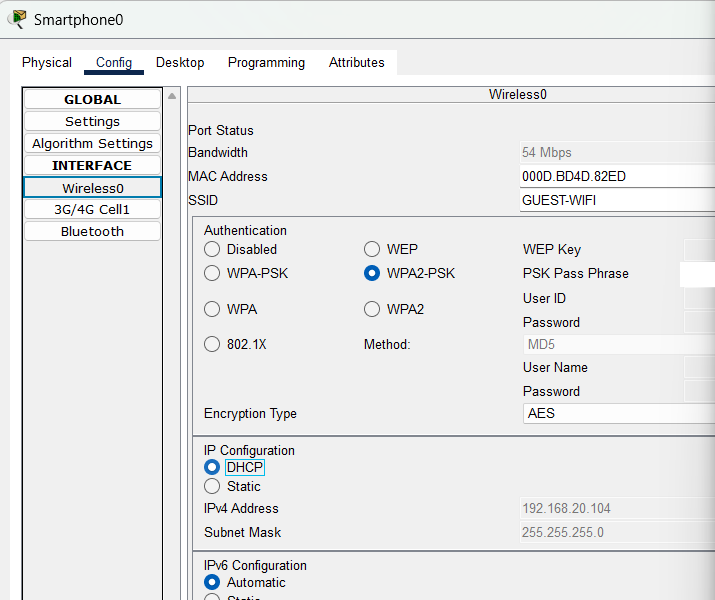 Smartphone0
Physical Config Desktop Programming Attributes
GLOBAL
Settings
Algorithm Settings
INTERFACE
Wireless0
3G/4G Cell1
Bluetooth
Wireless0
Port Status
Bandwidth 54 Mbps
MAC Address 000D.BD4D.82ED
SSID GUEST-WIFI
Authentication
Disabled WEP WEP Key
WPA-PSK WPA2-PSK PSK Pass Phrase
User ID
WPA WPA2
Password
802.1X Method: MD5
User Name
Password
Encryption Type AES
IP Configuration
DHCP
Static
IPv4 Address 192.168.20.104
Subnet Mask 255.255.255.0
IPv6 Configuration
Automatic
Static